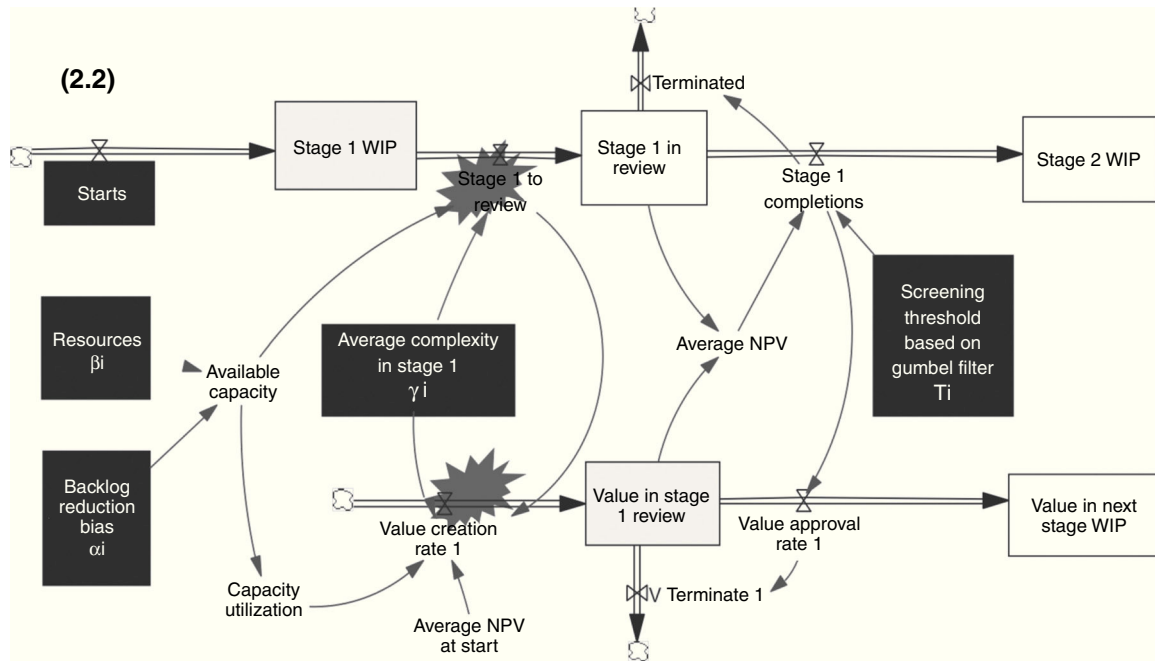 (2.2)
Terminated
Stage 1 WIP
Stage 1 in
review
Stage 2 WIP
Starts
Stage 1 to
review
Stage 1
completions
Resources
βi
Available
capacity
Average complexity
in stage 1
γ i
Average NPV
Screening
threshold
based on
gumbel filter
Ti
Backlog
reduction
bias
αi
Value creation
rate 1
Value in stage
1 review
Value approval
rate 1
Value in next
stage WIP
Capacity
utilization
Average NPV
at start
V Terminate 1